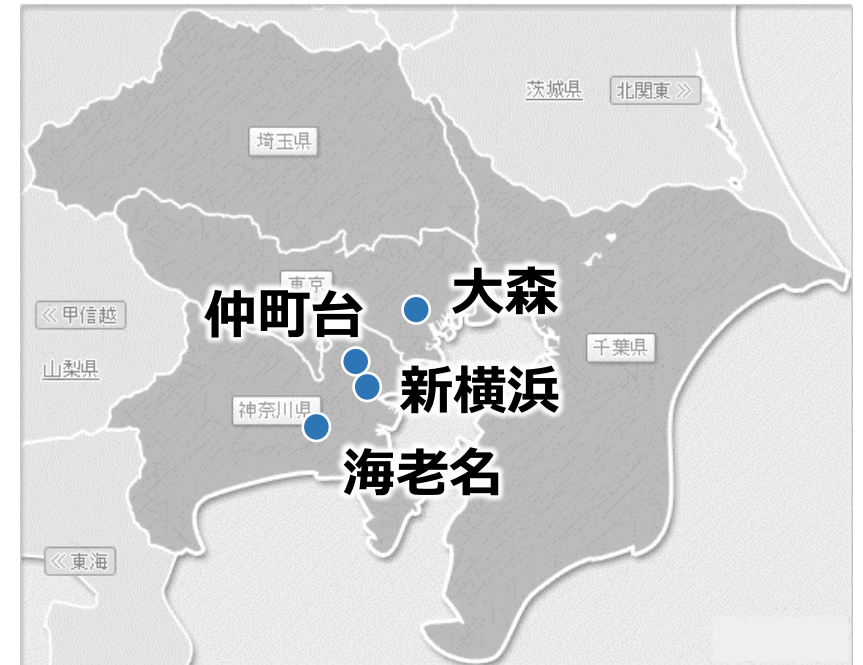 茨城県
北関東 ≫
埼玉県
東京
大森
仲町台
≪ 甲信越
千葉県
山梨県
新横浜
神奈川県
海老名
≪ 東海